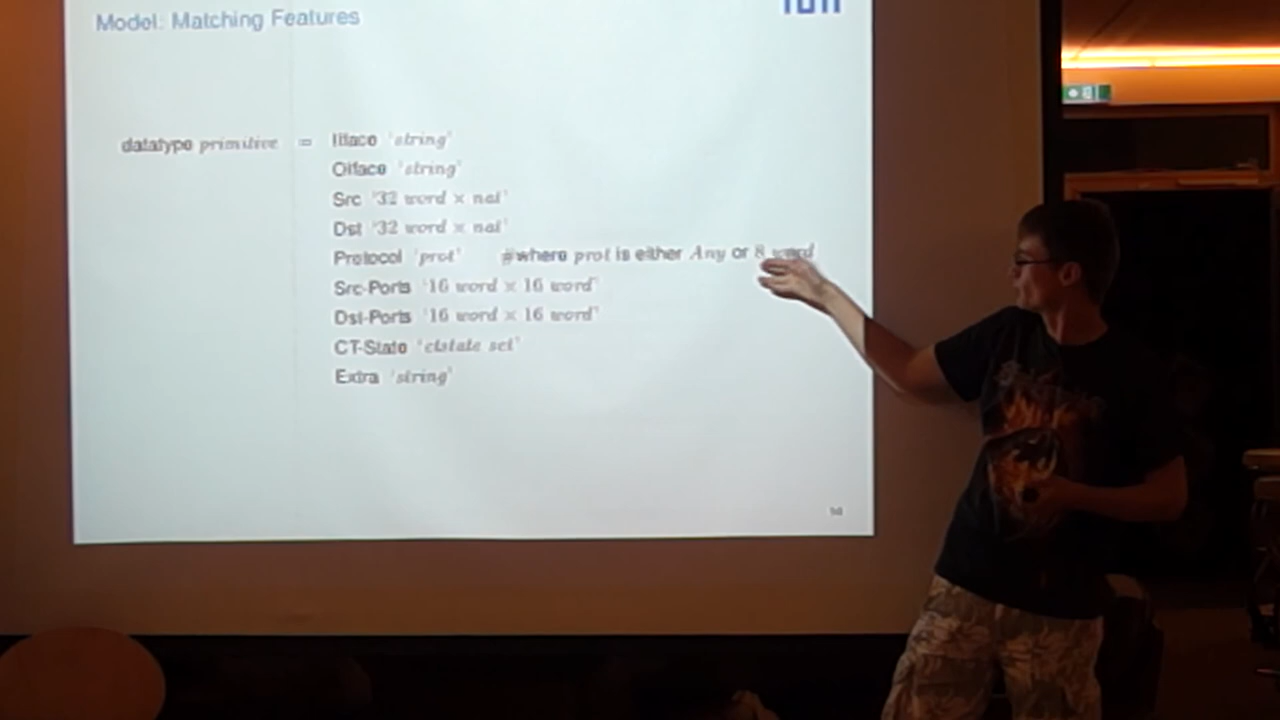 Model: Matching Features
datatype primitive = Iiface 'string'
Oiface 'string'
Src '32 word × nat'
Dst '32 word × nat'
Protocol 'prot' #where prot is either Any or 8 word
Src-Ports '16 word × 16 word'
Dst-Ports '16 word × 16 word'
CT-State 'ctstate set'
Extra 'string'